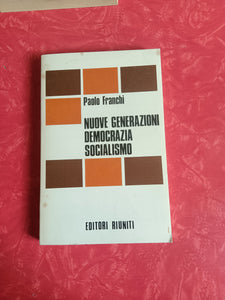 Paolo Franchi
NUOVE GENERAZIONI
DEMOCRAZIA
SOCIALISMO
EDITORI RIUNITI